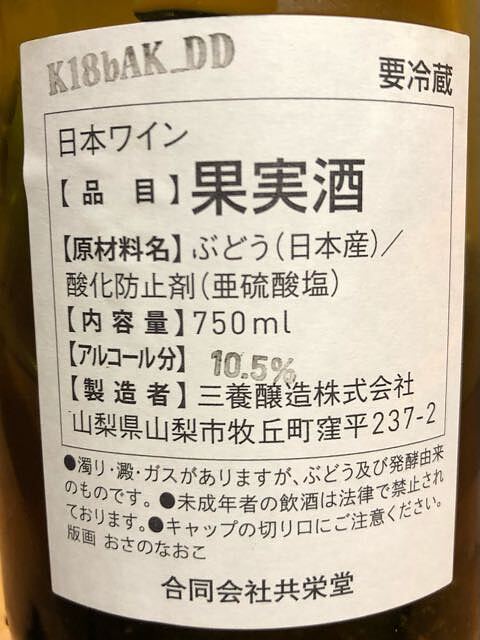 K18bAK_DD
要冷蔵
日本ワイン
【品 目】果実酒
【原材料名】ぶどう(日本産)／
酸化防止剤(亜硫酸塩)
【内容量】750ml
【アルコール分】 10.5%
【製造者】三養醸造株式会社
山梨県山梨市牧丘町窪平237-2
●濁り・澱・ガスがありますが、ぶどう及び発酵由来
のものです。●未成年者の飲酒は法律で禁止され
ております。●キャップの切り口にご注意ください。
版画 おさのなおこ
合同会社共栄堂